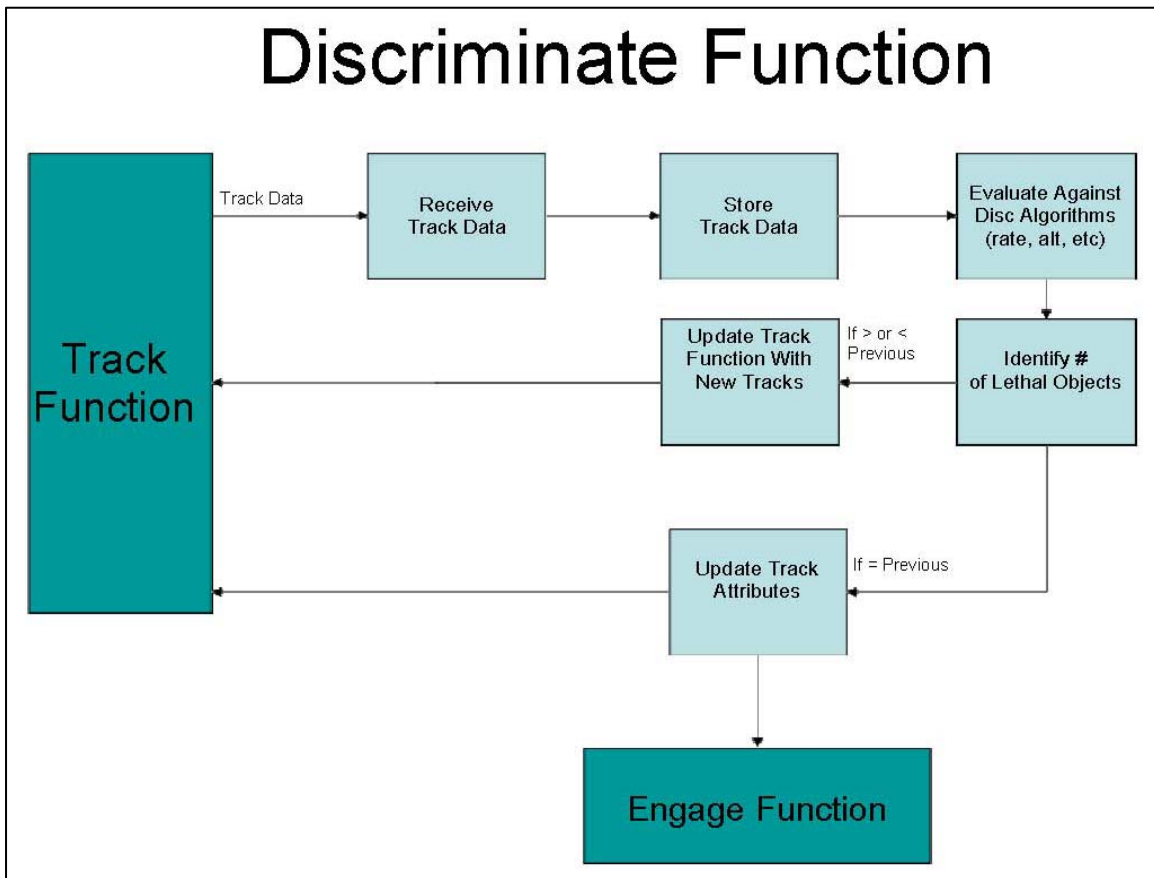 Discriminate Function
Track
Function
Track Data
Receive
Track Data
Store
Track Data
Evaluate Against
Disc Algorithms
(rate, alt, etc)
Update Track
Function With
New Tracks
If > or <
Previous
Identify #
of Lethal Objects
Update Track
Attributes
If = Previous
Engage Function